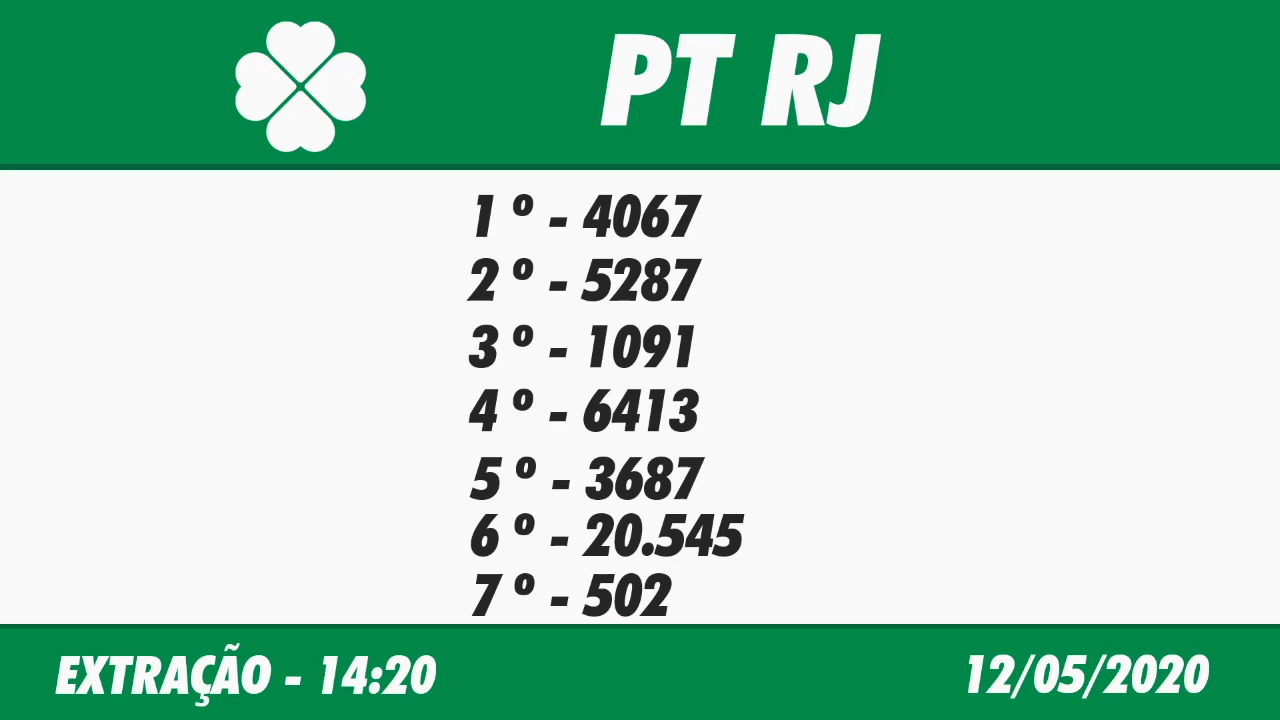 PT RJ
1 º - 4067
2 º - 5287
3 º - 1091
4 º - 6413
5 º - 3687
6 º - 20.545
7 º - 502
EXTRAÇÃO - 14:20
12/05/2020